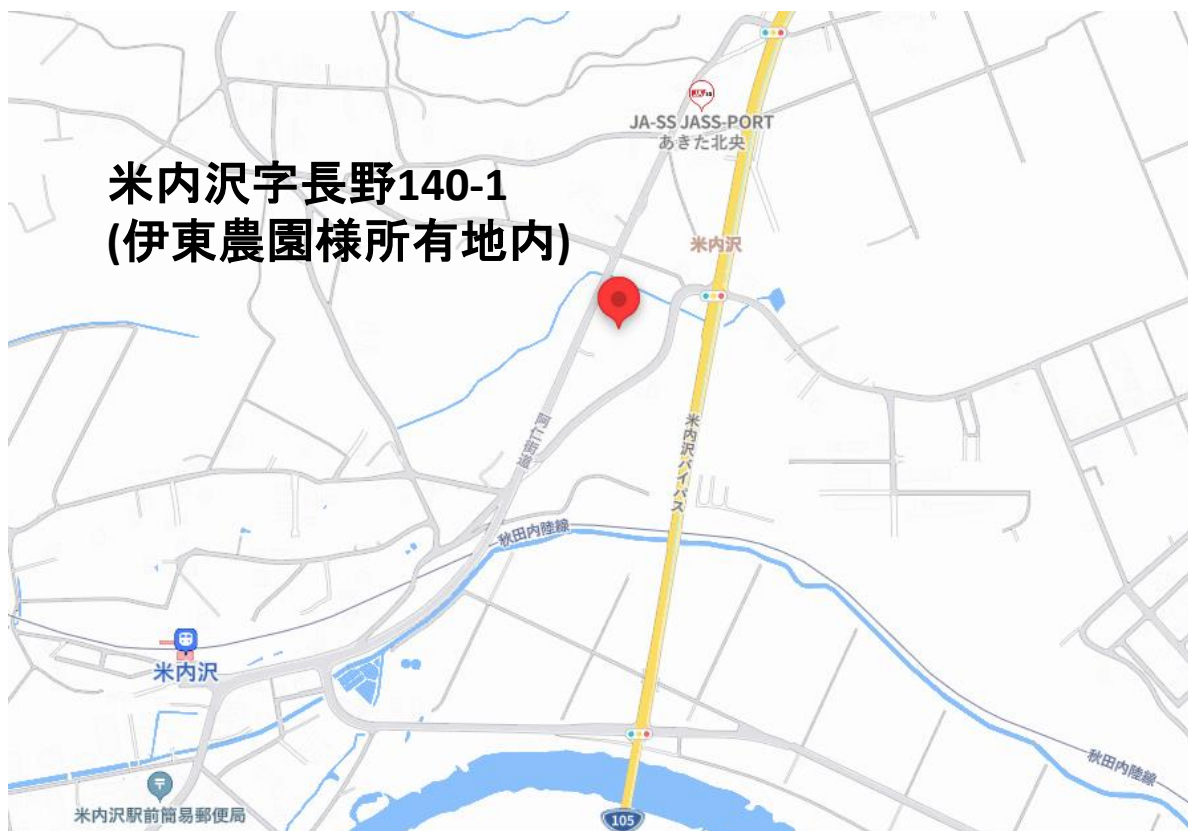 JA-SS
JA-SS JASS-PORT
あきた北央
米内沢字長野140-1
(伊東農園様所有地内)
米内沢
阿仁街道
米内沢バイパス
秋田内陸線
米内沢
秋田内陸線
〒
米内沢駅前簡易郵便局
105